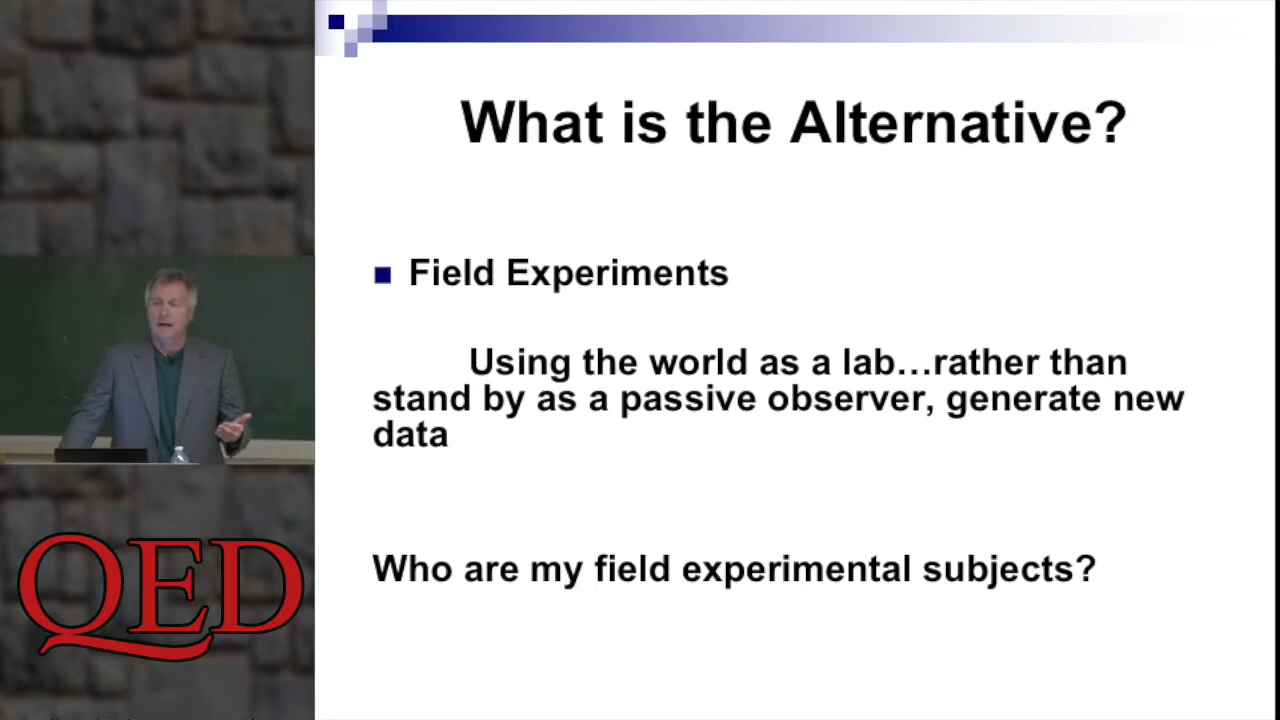 What is the Alternative?
Field Experiments
Using the world as a lab…rather than
stand by as a passive observer, generate new
data
Who are my field experimental subjects?
QED